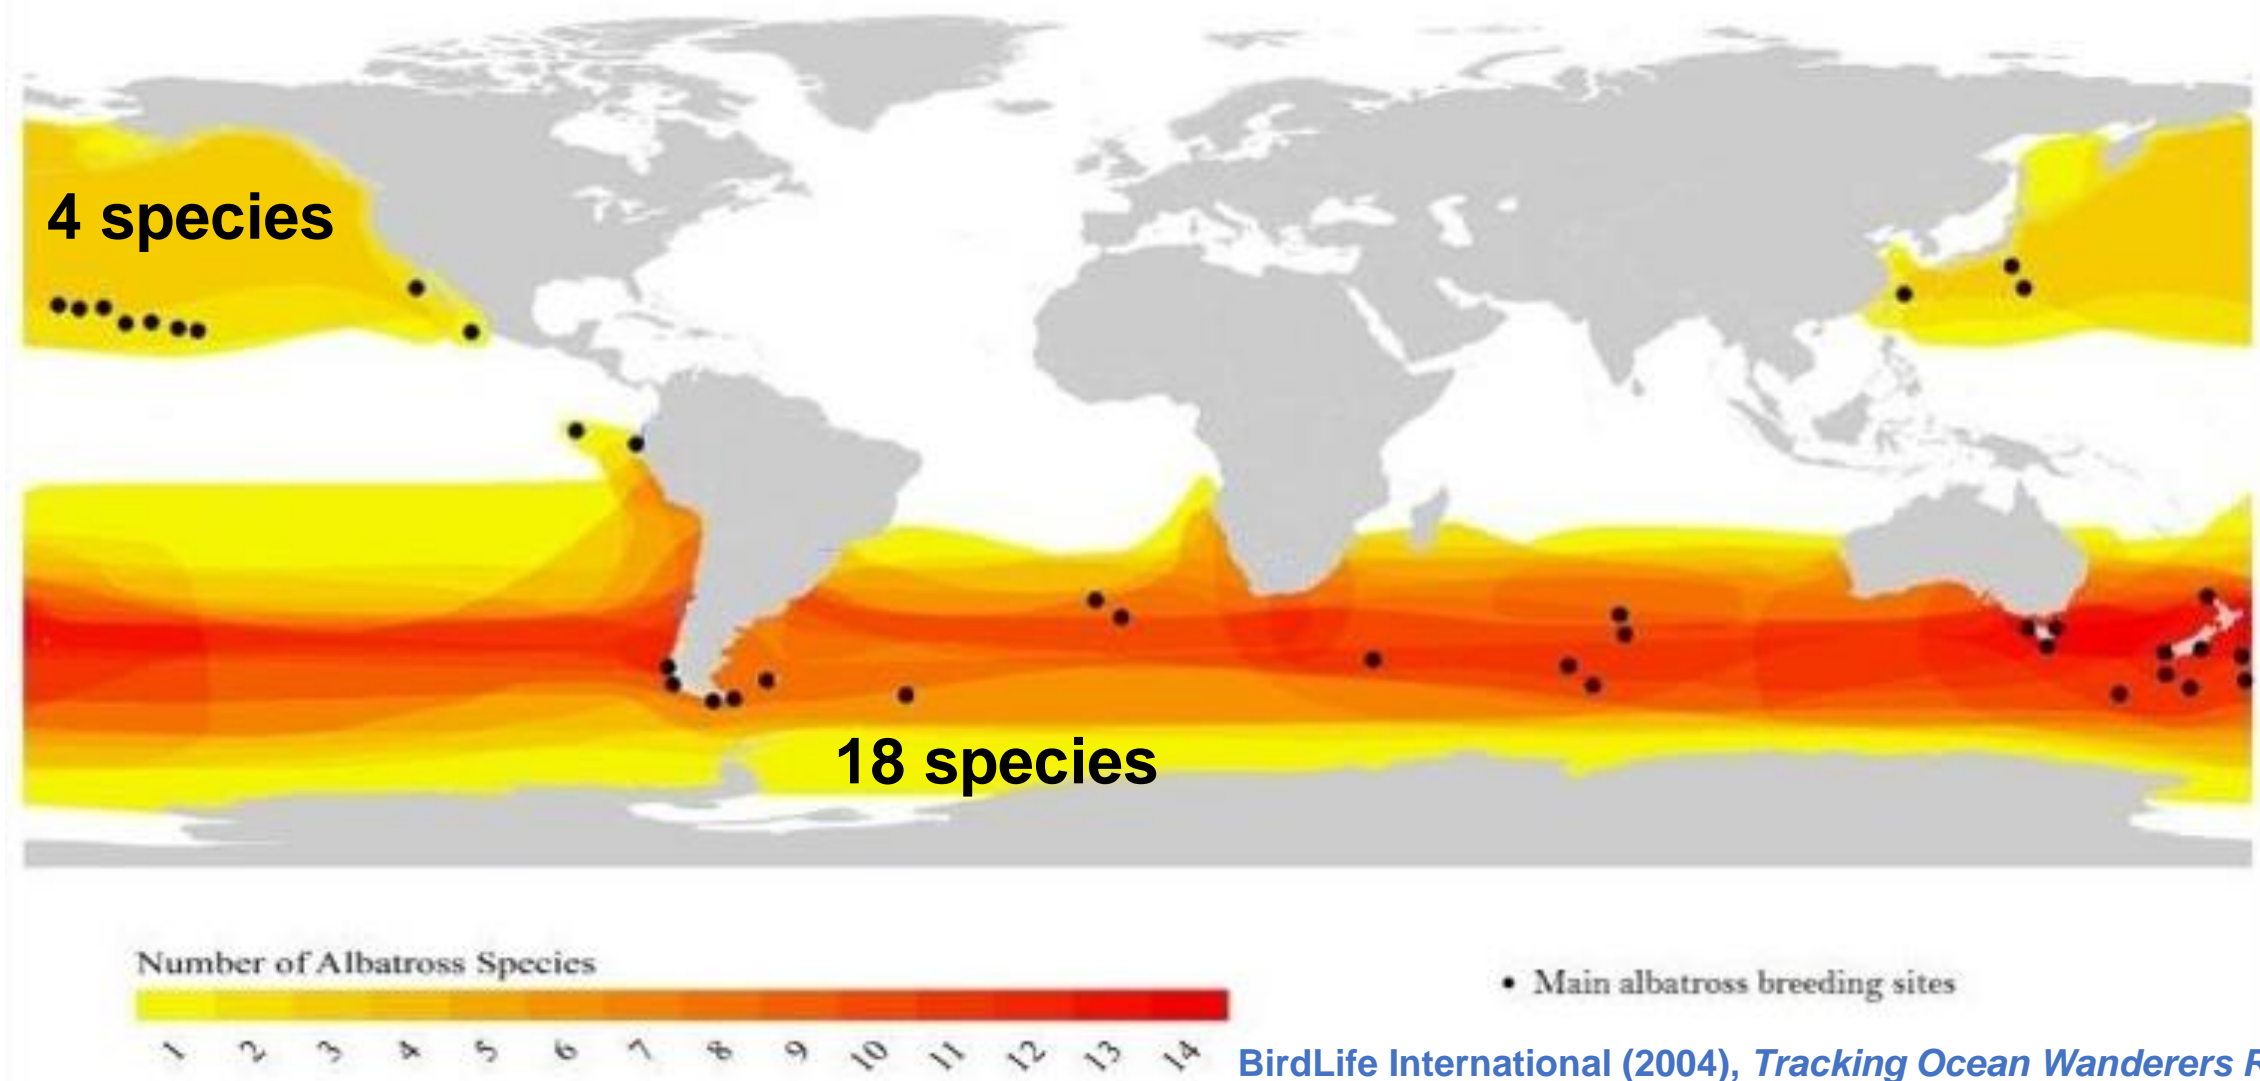 4 species
18 species
Number of Albatross Species
1 2 3 4 5 6 7 8 9 10 11 12 13 14
• Main albatross breeding sites
BirdLife International (2004), Tracking Ocean Wanderers